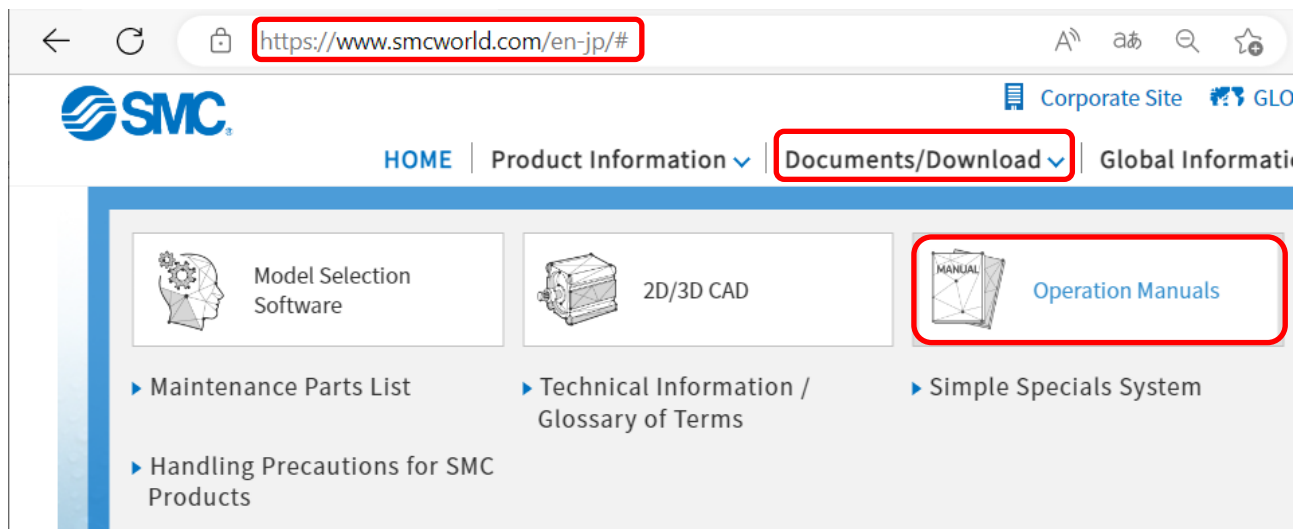 https://www.smcworld.com/en-jp/#
A
aあ
SMC
Corporate Site
GLO
HOME
Product Information
Documents/Download
Global Informati
Model Selection
Software
2D/3D CAD
MANUAL
Operation Manuals
Maintenance Parts List
Technical Information /
Glossary of Terms
Simple Specials System
Handling Precautions for SMC
Products